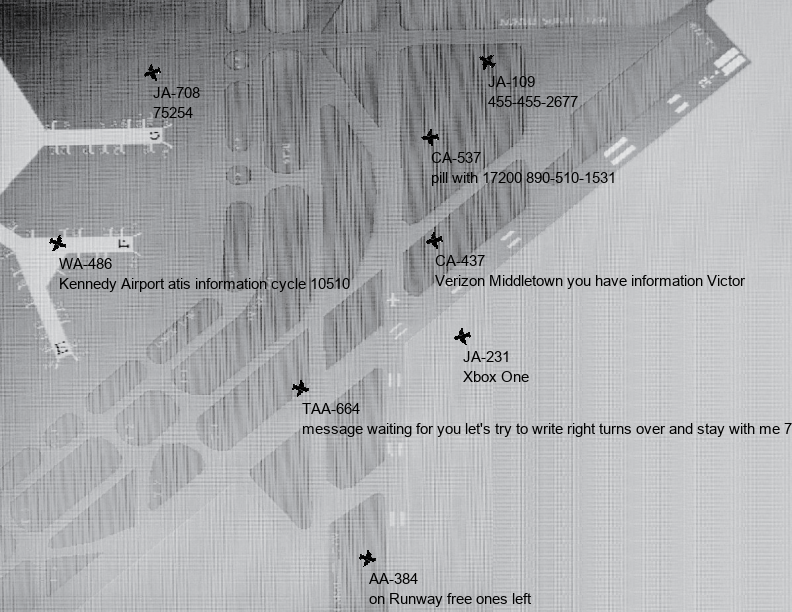 JA-708
75254
JA-109
455-455-2677
CA-537
pill with 17200 890-510-1531
WA-486
Kennedy Airport atis information cycle 10510
CA-437
Verizon Middletown you have information Victor
JA-231
Xbox One
TAA-664
message waiting for you let's try to write right turns over and stay with me 7
AA-384
on Runway free ones left